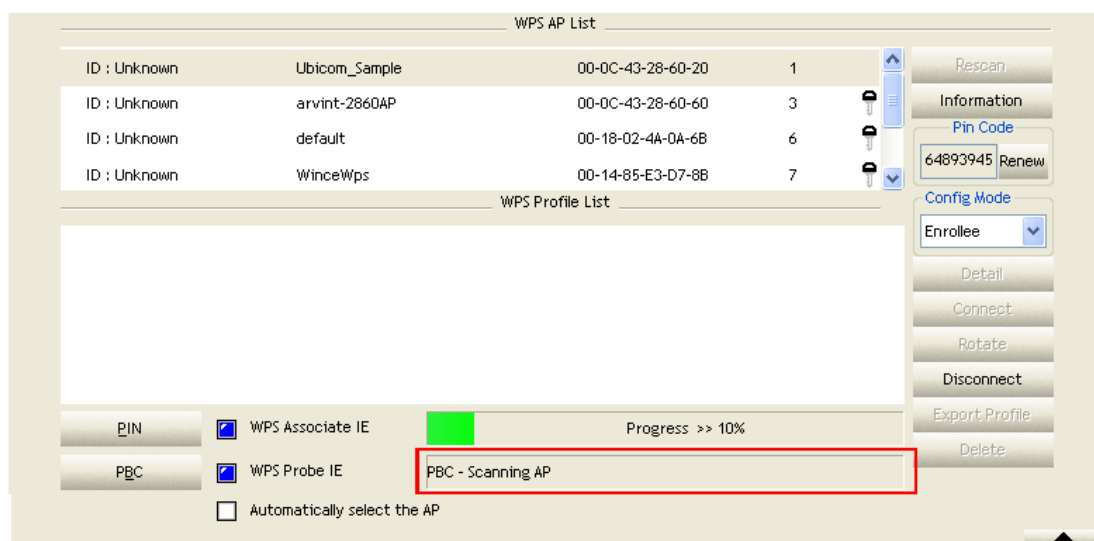 WPS AP List
ID : Unknown Ubicom_Sample 00-0C-43-28-60-20 1
ID : Unknown arvint-2860AP 00-0C-43-28-60-60 3
ID : Unknown default 00-18-02-4A-0A-6B 6
ID : Unknown WinceWps 00-14-85-E3-D7-8B 7
Rescan
Information
Pin Code
64893945 Renew
Config Mode
Enrollee
Detail
Connect
Rotate
Disconnect
Export Profile
Delete
WPS Profile List
PIN WPS Associate IE Progress >> 10%
PBC WPS Probe IE PBC - Scanning AP
Automatically select the AP